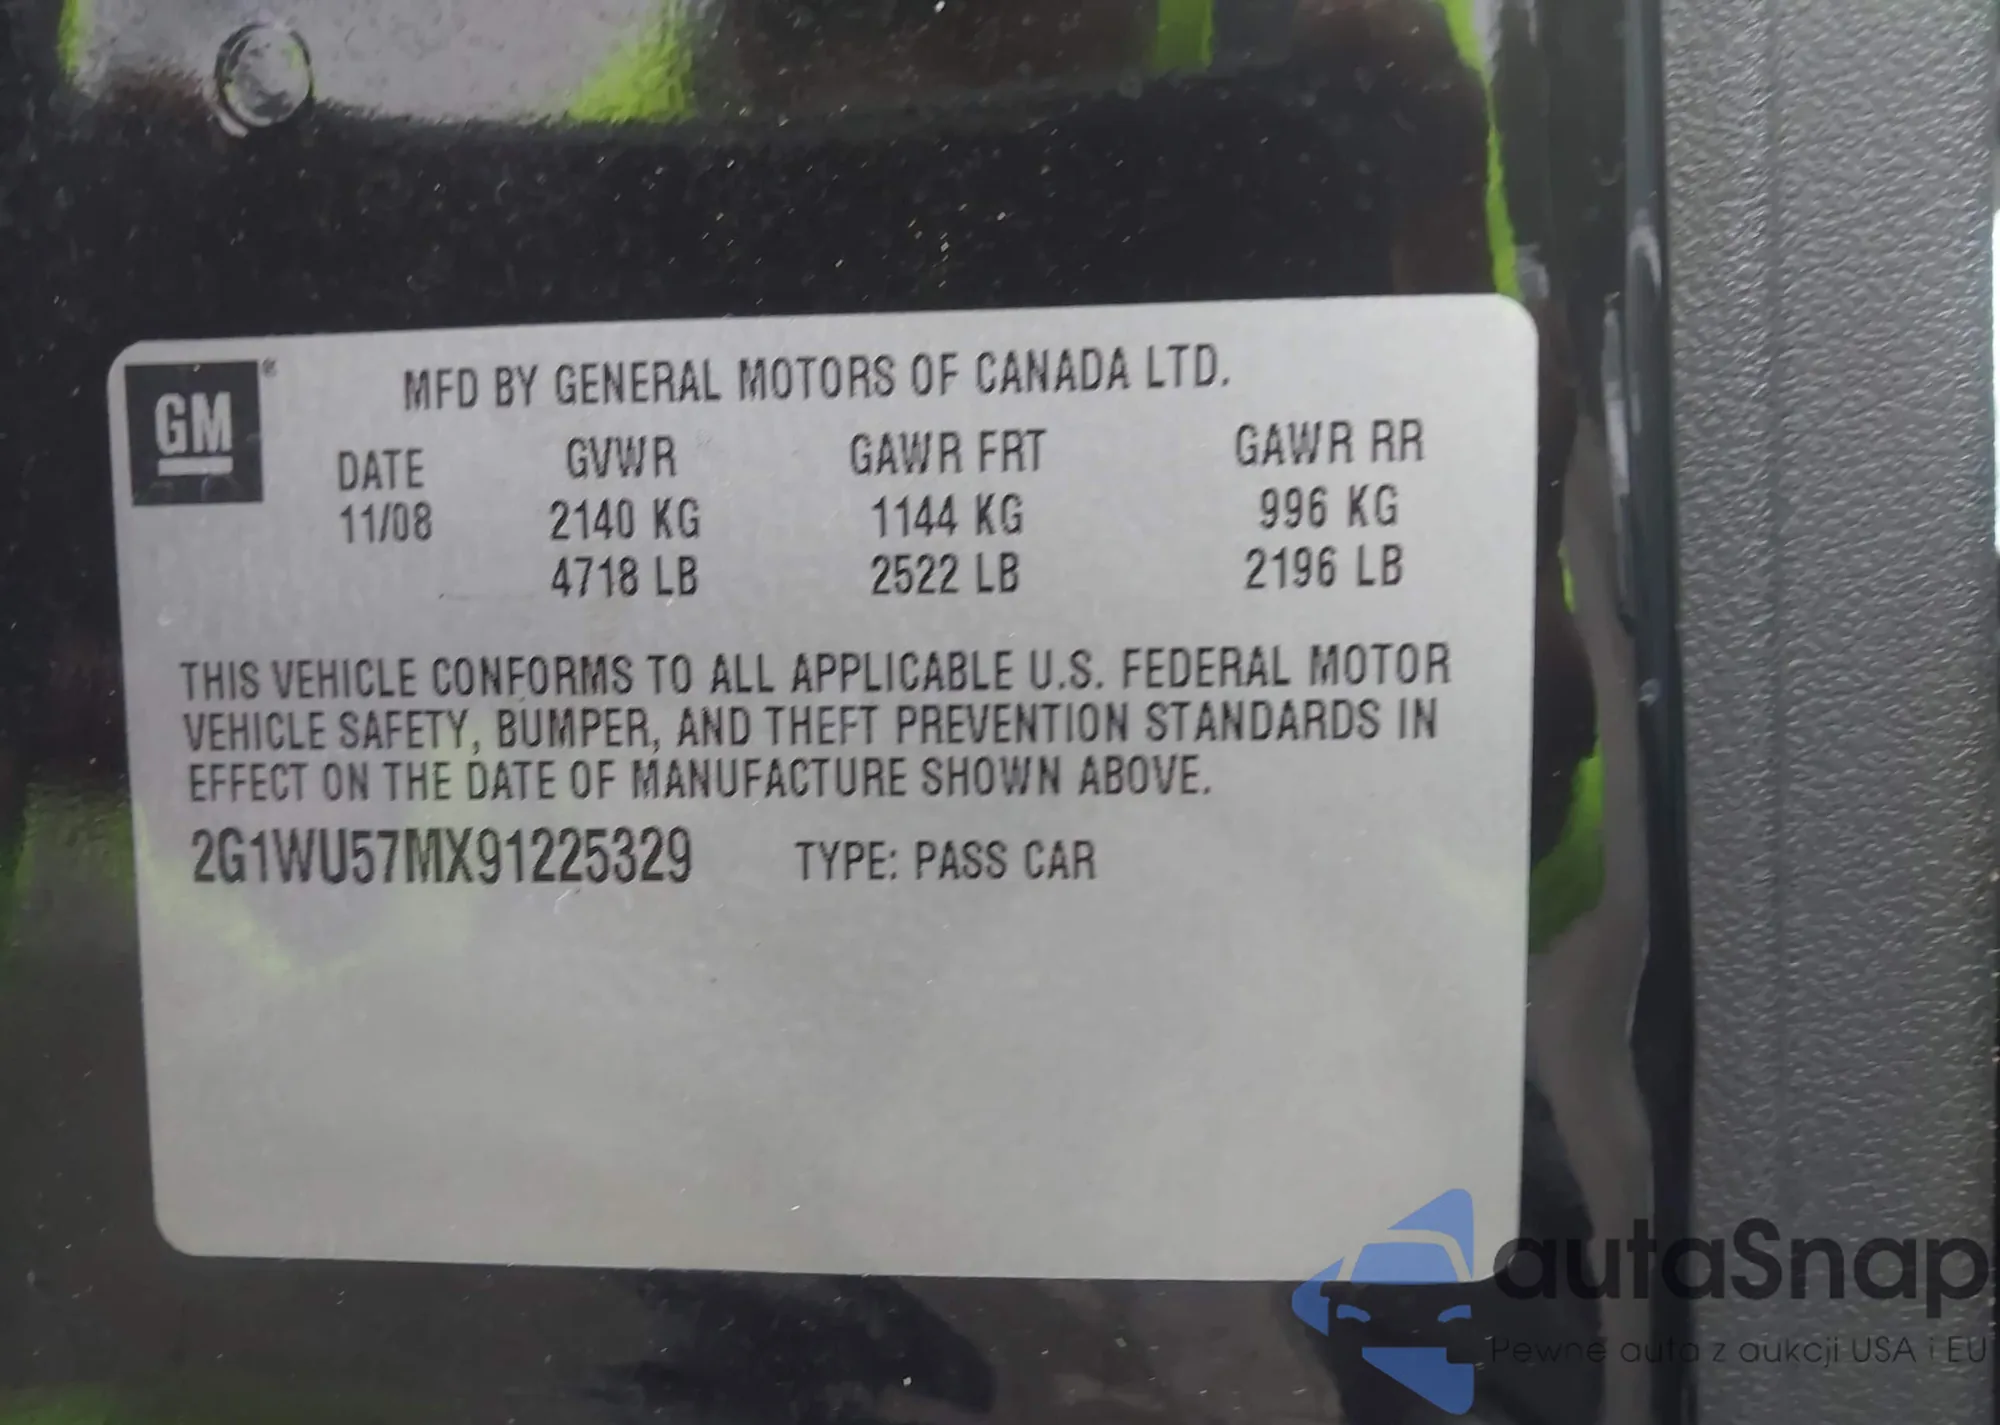 GM®
MFD BY GENERAL MOTORS OF CANADA LTD.
DATE GVWR GAWR FRT GAWR RR
11/08 2140 KG 1144 KG 996 KG
4718 LB 2522 LB 2196 LB
THIS VEHICLE CONFORMS TO ALL APPLICABLE U.S. FEDERAL MOTOR
VEHICLE SAFETY, BUMPER, AND THEFT PREVENTION STANDARDS IN
EFFECT ON THE DATE OF MANUFACTURE SHOWN ABOVE.
2G1WU57MX91225329 TYPE: PASS CAR
autaSnap
Pewne auta z aukcji USA i EU